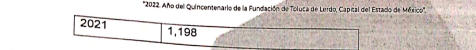 "2022. Año del Quincentenario de la Fundación de Toluca de Lerdo, Capital del Estado de México".
2021 1,198